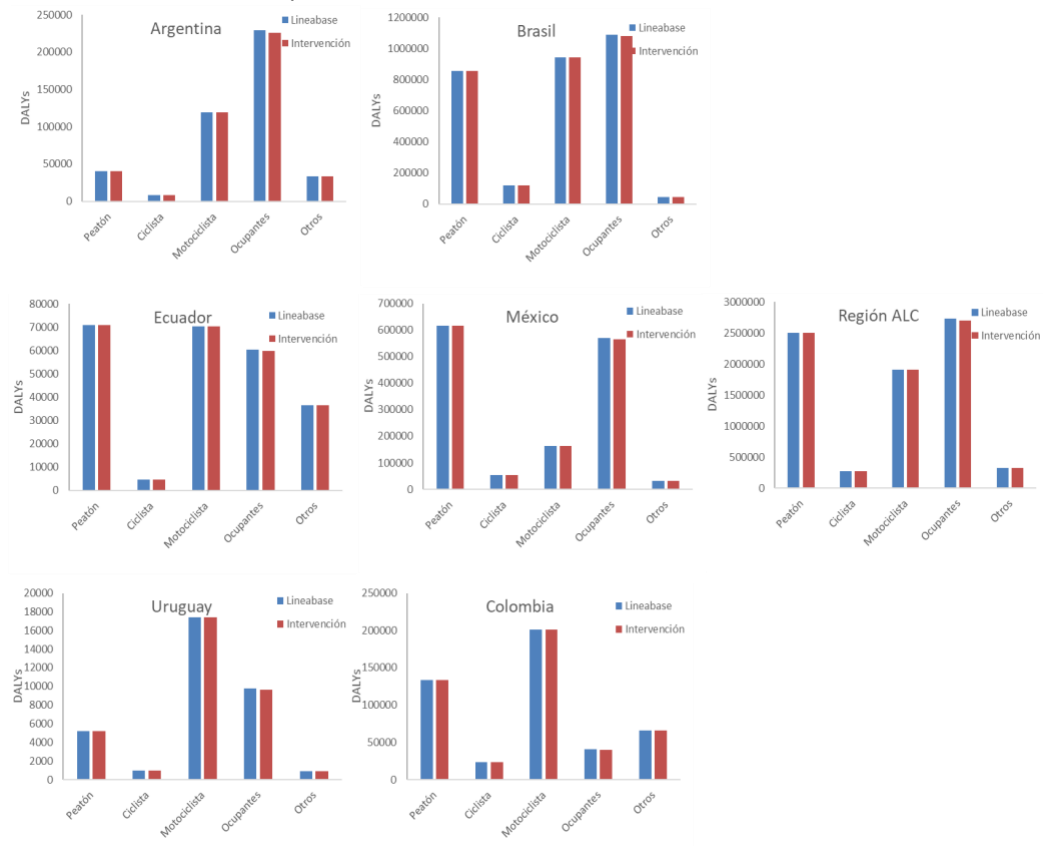 Argentina
Lineabase
Intervención
DALYs
250000
200000
150000
100000
50000
0
Peatón
Ciclista
Motociclista
Ocupantes
Otros
Brasil
Lineabase
Intervención
DALYs
1200000
1000000
800000
600000
400000
200000
0
Peatón
Ciclista
Motociclista
Ocupantes
Otros
Ecuador
Lineabase
Intervención
DALYs
80000
70000
60000
50000
40000
30000
20000
10000
0
Peatón
Ciclista
Motociclista
Ocupantes
Otros
México
Lineabase
Intervención
DALYs
700000
600000
500000
400000
300000
200000
100000
0
Peatón
Ciclista
Motociclista
Ocupantes
Otros
Región ALC
Lineabase
Intervención
DALYs
3000000
2500000
2000000
1500000
1000000
500000
0
Peatón
Ciclista
Motociclista
Ocupantes
Otros
Uruguay
Lineabase
Intervención
DALYs
20000
18000
16000
14000
12000
10000
8000
6000
4000
2000
0
Peatón
Ciclista
Motociclista
Ocupantes
Otros
Colombia
Lineabase
Intervención
DALYs
250000
200000
150000
100000
50000
0
Peatón
Ciclista
Motociclista
Ocupantes
Otros